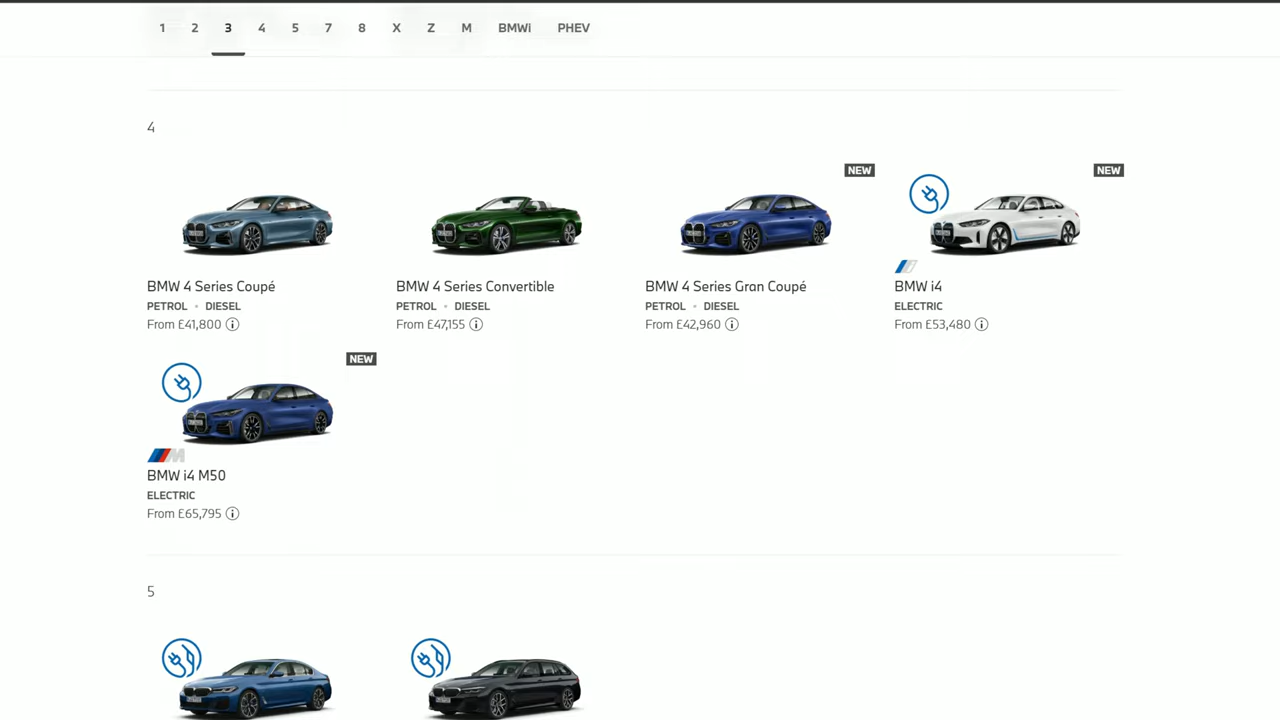 1 2 3 4 5 7 8 X Z M BMWi PHEV
4
NEW
NEW
BMW 4 Series Coupé
PETROL • DIESEL
From £41,800
BMW 4 Series Convertible
PETROL • DIESEL
From £47,155
BMW 4 Series Gran Coupé
PETROL • DIESEL
From £42,960
BMW i4
ELECTRIC
From £53,480
NEW
M
BMW i4 M50
ELECTRIC
From £65,795
5